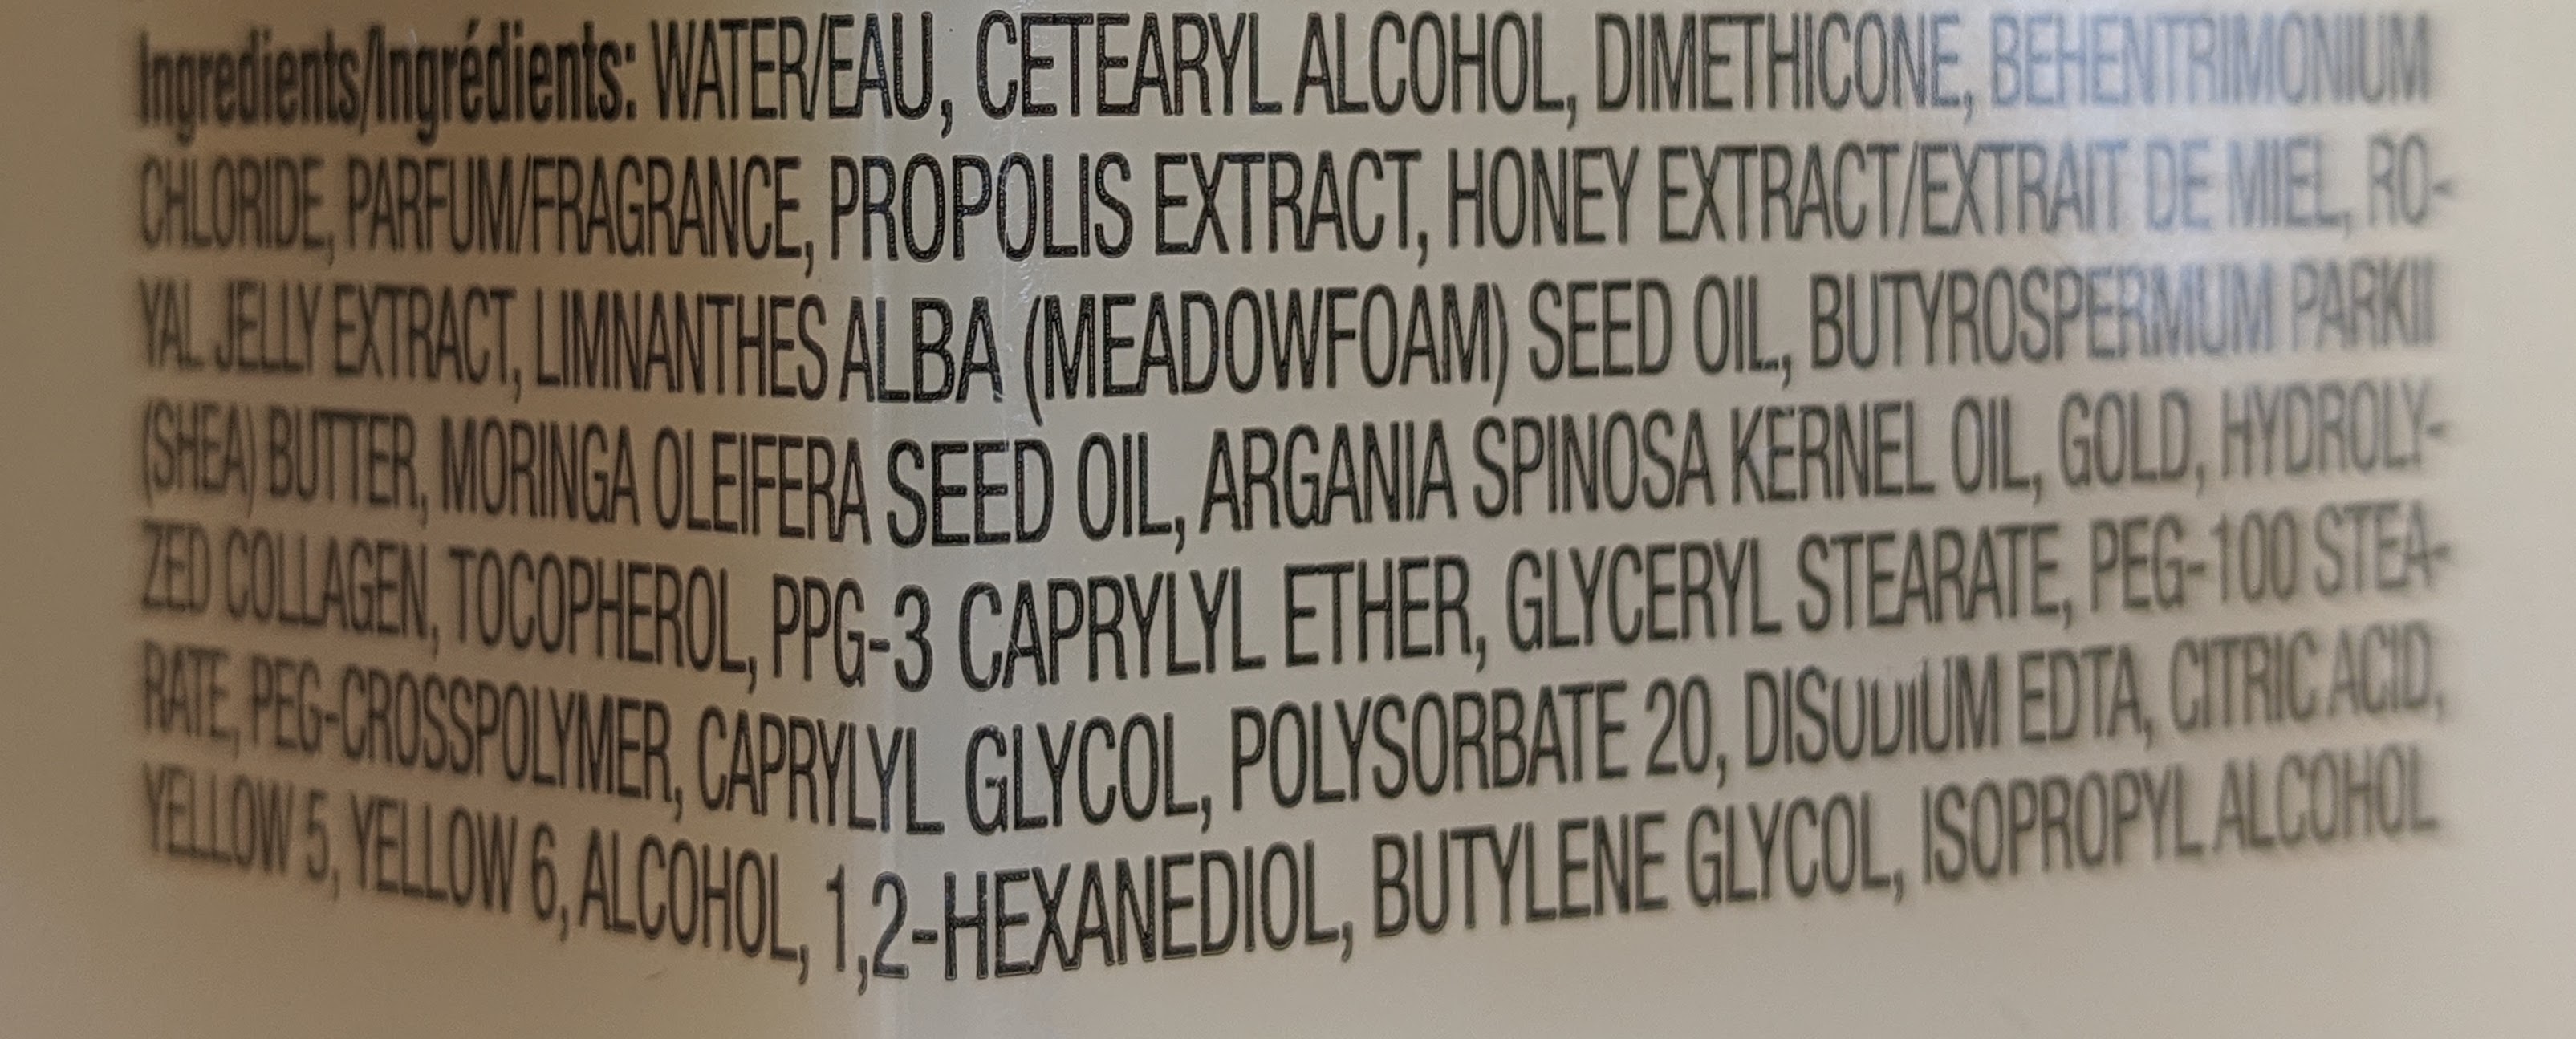 Ingredients/Ingrédients: WATER/EAU, CETEARYL ALCOHOL, DIMETHICONE, BEHENTRIMONIUM
CHLORIDE, PARFUM/FRAGRANCE, PROPOLIS EXTRACT, HONEY EXTRACT/EXTRAIT DE MIEL, RO-
YAL JELLY EXTRACT, LIMNANTHES ALBA (MEADOWFOAM) SEED OIL, BUTYROSPERMUM PARKII
(SHEA) BUTTER, MORINGA OLEIFERA SEED OIL, ARGANIA SPINOSA KERNEL OIL, GOLD, HYDROLY-
ZED COLLAGEN, TOCOPHEROL, PPG-3 CAPRYLYL ETHER, GLYCERYL STEARATE, PEG-100 STEA-
RATE, PEG-CROSSPOLYMER, CAPRYLYL GLYCOL, POLYSORBATE 20, DISODIUM EDTA, CITRIC ACID,
YELLOW 5, YELLOW 6, ALCOHOL, 1,2-HEXANEDIOL, BUTYLENE GLYCOL, ISOPROPYL ALCOHOL